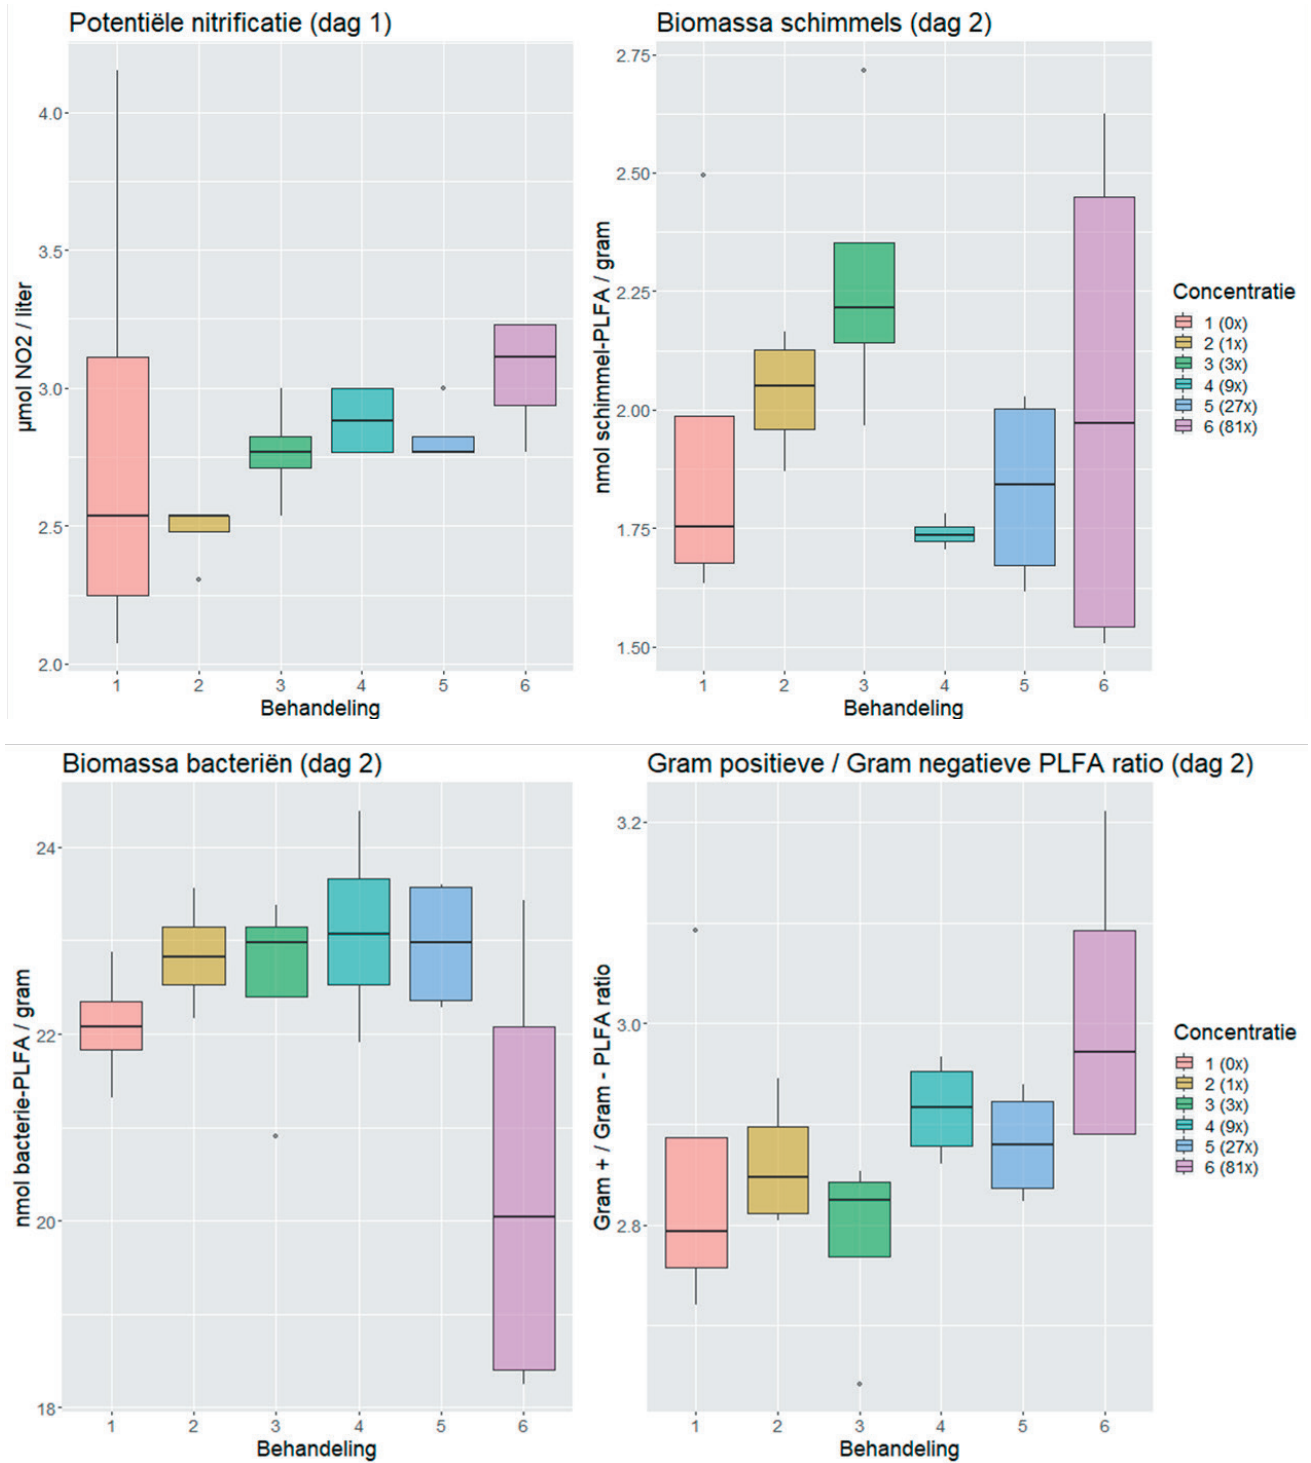 Potentiële nitrificatie (dag 1)
µmol NO2 / liter
4.0
3.5
3.0
2.5
2.0
1 2 3 4 5 6
Behandeling
Biomassa schimmels (dag 2)
nmol schimmel-PLFA / gram
2.75
2.50
2.25
2.00
1.75
1.50
1 2 3 4 5 6
Behandeling
Concentratie
1 (0x)
2 (1x)
3 (3x)
4 (9x)
5 (27x)
6 (81x)
Biomassa bacteriën (dag 2)
nmol bacterie-PLFA / gram
24
22
20
18
1 2 3 4 5 6
Behandeling
Gram positieve / Gram negatieve PLFA ratio (dag 2)
Gram + / Gram - PLFA ratio
3.2
3.0
2.8
1 2 3 4 5 6
Behandeling
Concentratie
1 (0x)
2 (1x)
3 (3x)
4 (9x)
5 (27x)
6 (81x)